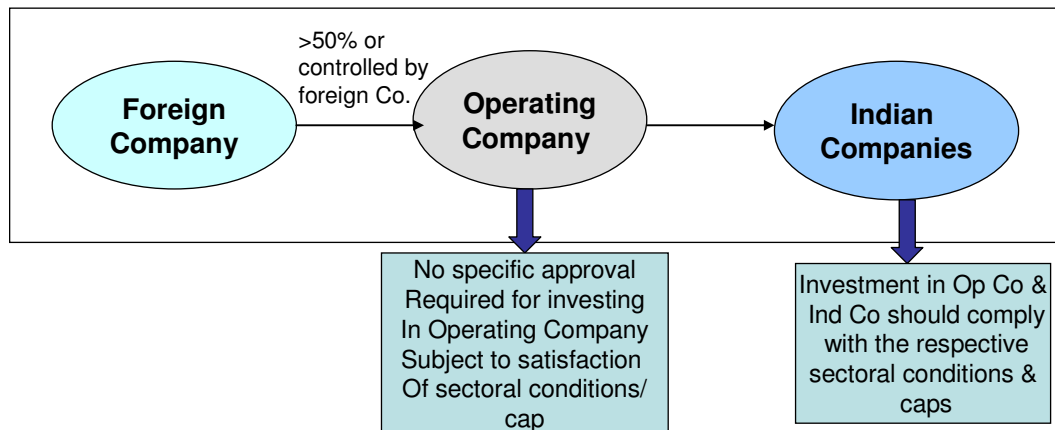 >50% or
controlled by
foreign Co.
Foreign
Company
Operating
Company
Indian
Companies
No specific approval
Required for investing
In Operating Company
Subject to satisfaction
Of sectoral conditions/
cap
Investment in Op Co &
Ind Co should comply
with the respective
sectoral conditions &
caps